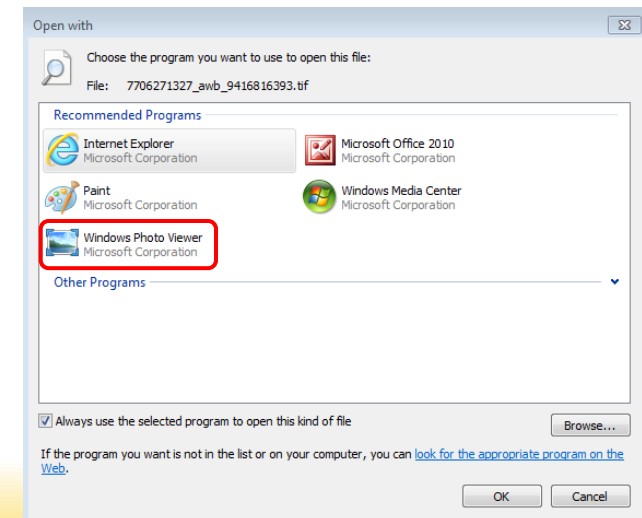 Open with
Choose the program you want to use to open this file:
File: 7706271327_awb_9416816393.tif
Recommended Programs
Internet Explorer
Microsoft Corporation
Microsoft Office 2010
Microsoft Corporation
Paint
Microsoft Corporation
Windows Media Center
Microsoft Corporation
Windows Photo Viewer
Microsoft Corporation
Other Programs
Always use the selected program to open this kind of file
Browse...
If the program you want is not in the list or on your computer, you can look for the appropriate program on the
Web.
OK
Cancel